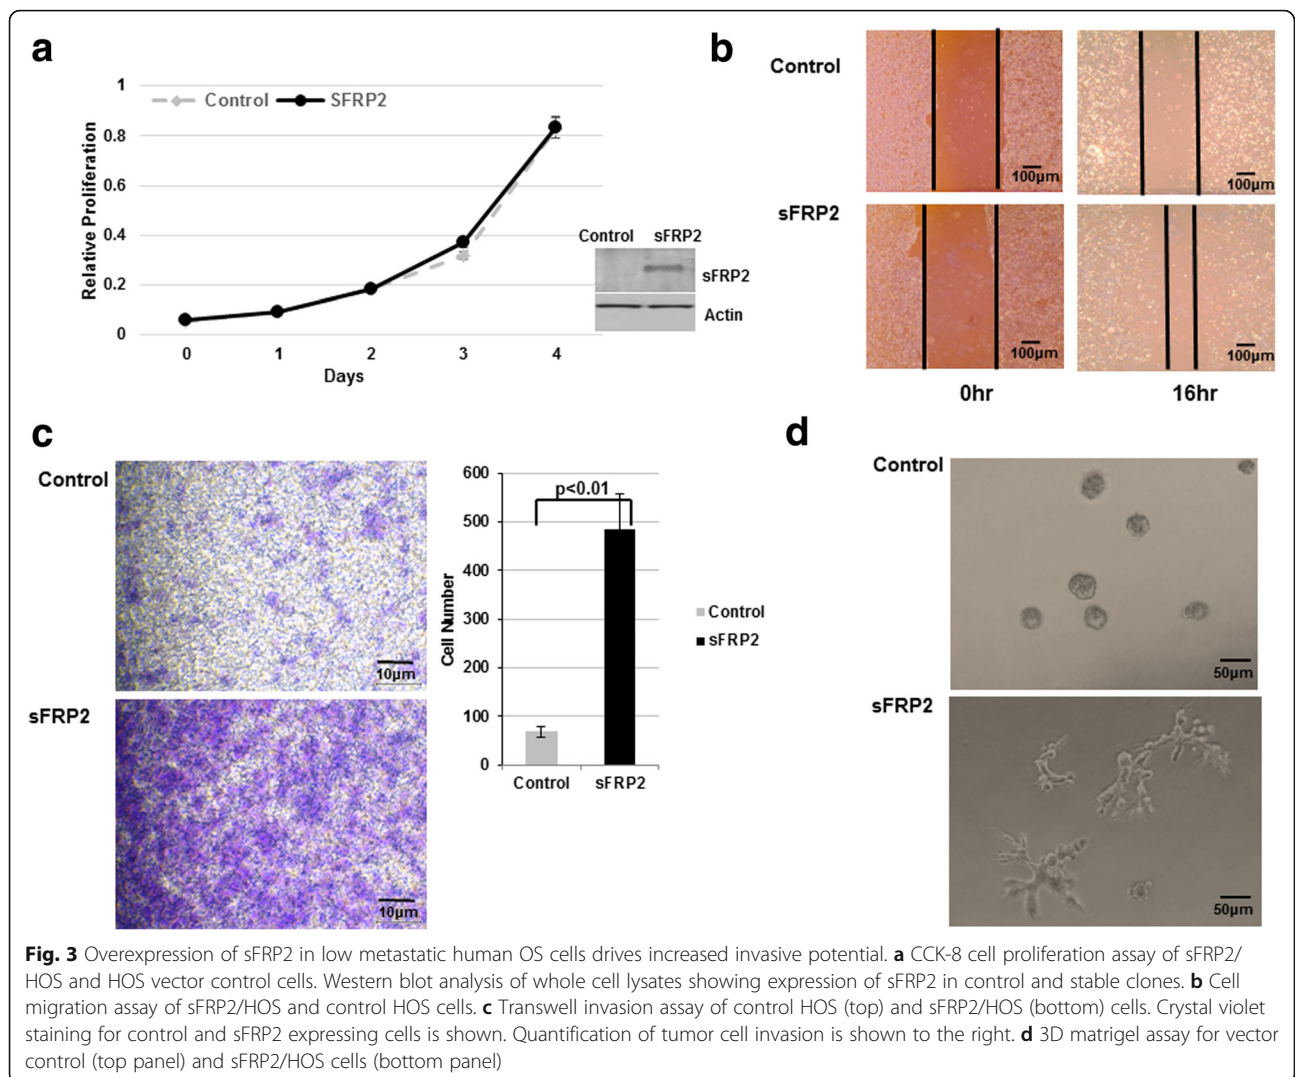 a
1
0.8
0.6
0.4
0.2
0
Relative Proliferation
Control SFRP2
0 1 2 3 4
Days
Control sFRP2
sFRP2
Actin
b
Control
100µm
100µm
sFRP2
100µm
100µm
0hr 16hr
c
Control
10µm
sFRP2
10µm
600
500
400
300
200
100
0
Cell Number
p<0.01
Control sFRP2
Control
sFRP2
d
Control
50µm
sFRP2
50µm
Fig. 3 Overexpression of sFRP2 in low metastatic human OS cells drives increased invasive potential. a CCK-8 cell proliferation assay of sFRP2/
HOS and HOS vector control cells. Western blot analysis of whole cell lysates showing expression of sFRP2 in control and stable clones. b Cell
migration assay of sFRP2/HOS and control HOS cells. c Transwell invasion assay of control HOS (top) and sFRP2/HOS (bottom) cells. Crystal violet
staining for control and sFRP2 expressing cells is shown. Quantification of tumor cell invasion is shown to the right. d 3D matrigel assay for vector
control (top panel) and sFRP2/HOS cells (bottom panel)